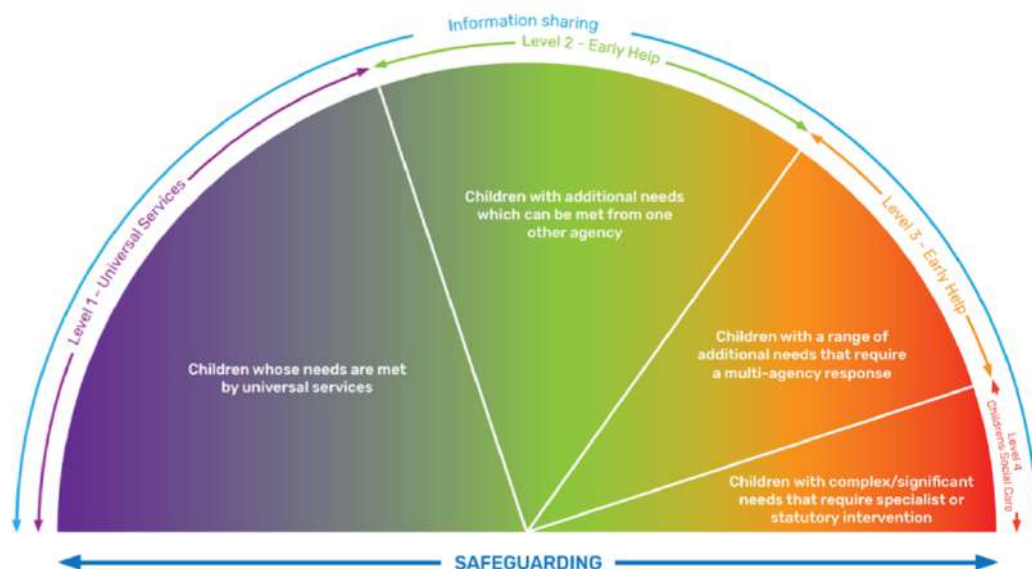 Information sharing
Level 2 - Early Help
Level 1 - Universal Services
Level 3 - Early Help
Level 4
Childrens Social Care
Children with additional needs
which can be met from one
other agency
Children whose needs are met
by universal services
Children with a range of
additional needs that require
a multi-agency response
Children with complex/significant
needs that require specialist or
statutory intervention
SAFEGUARDING